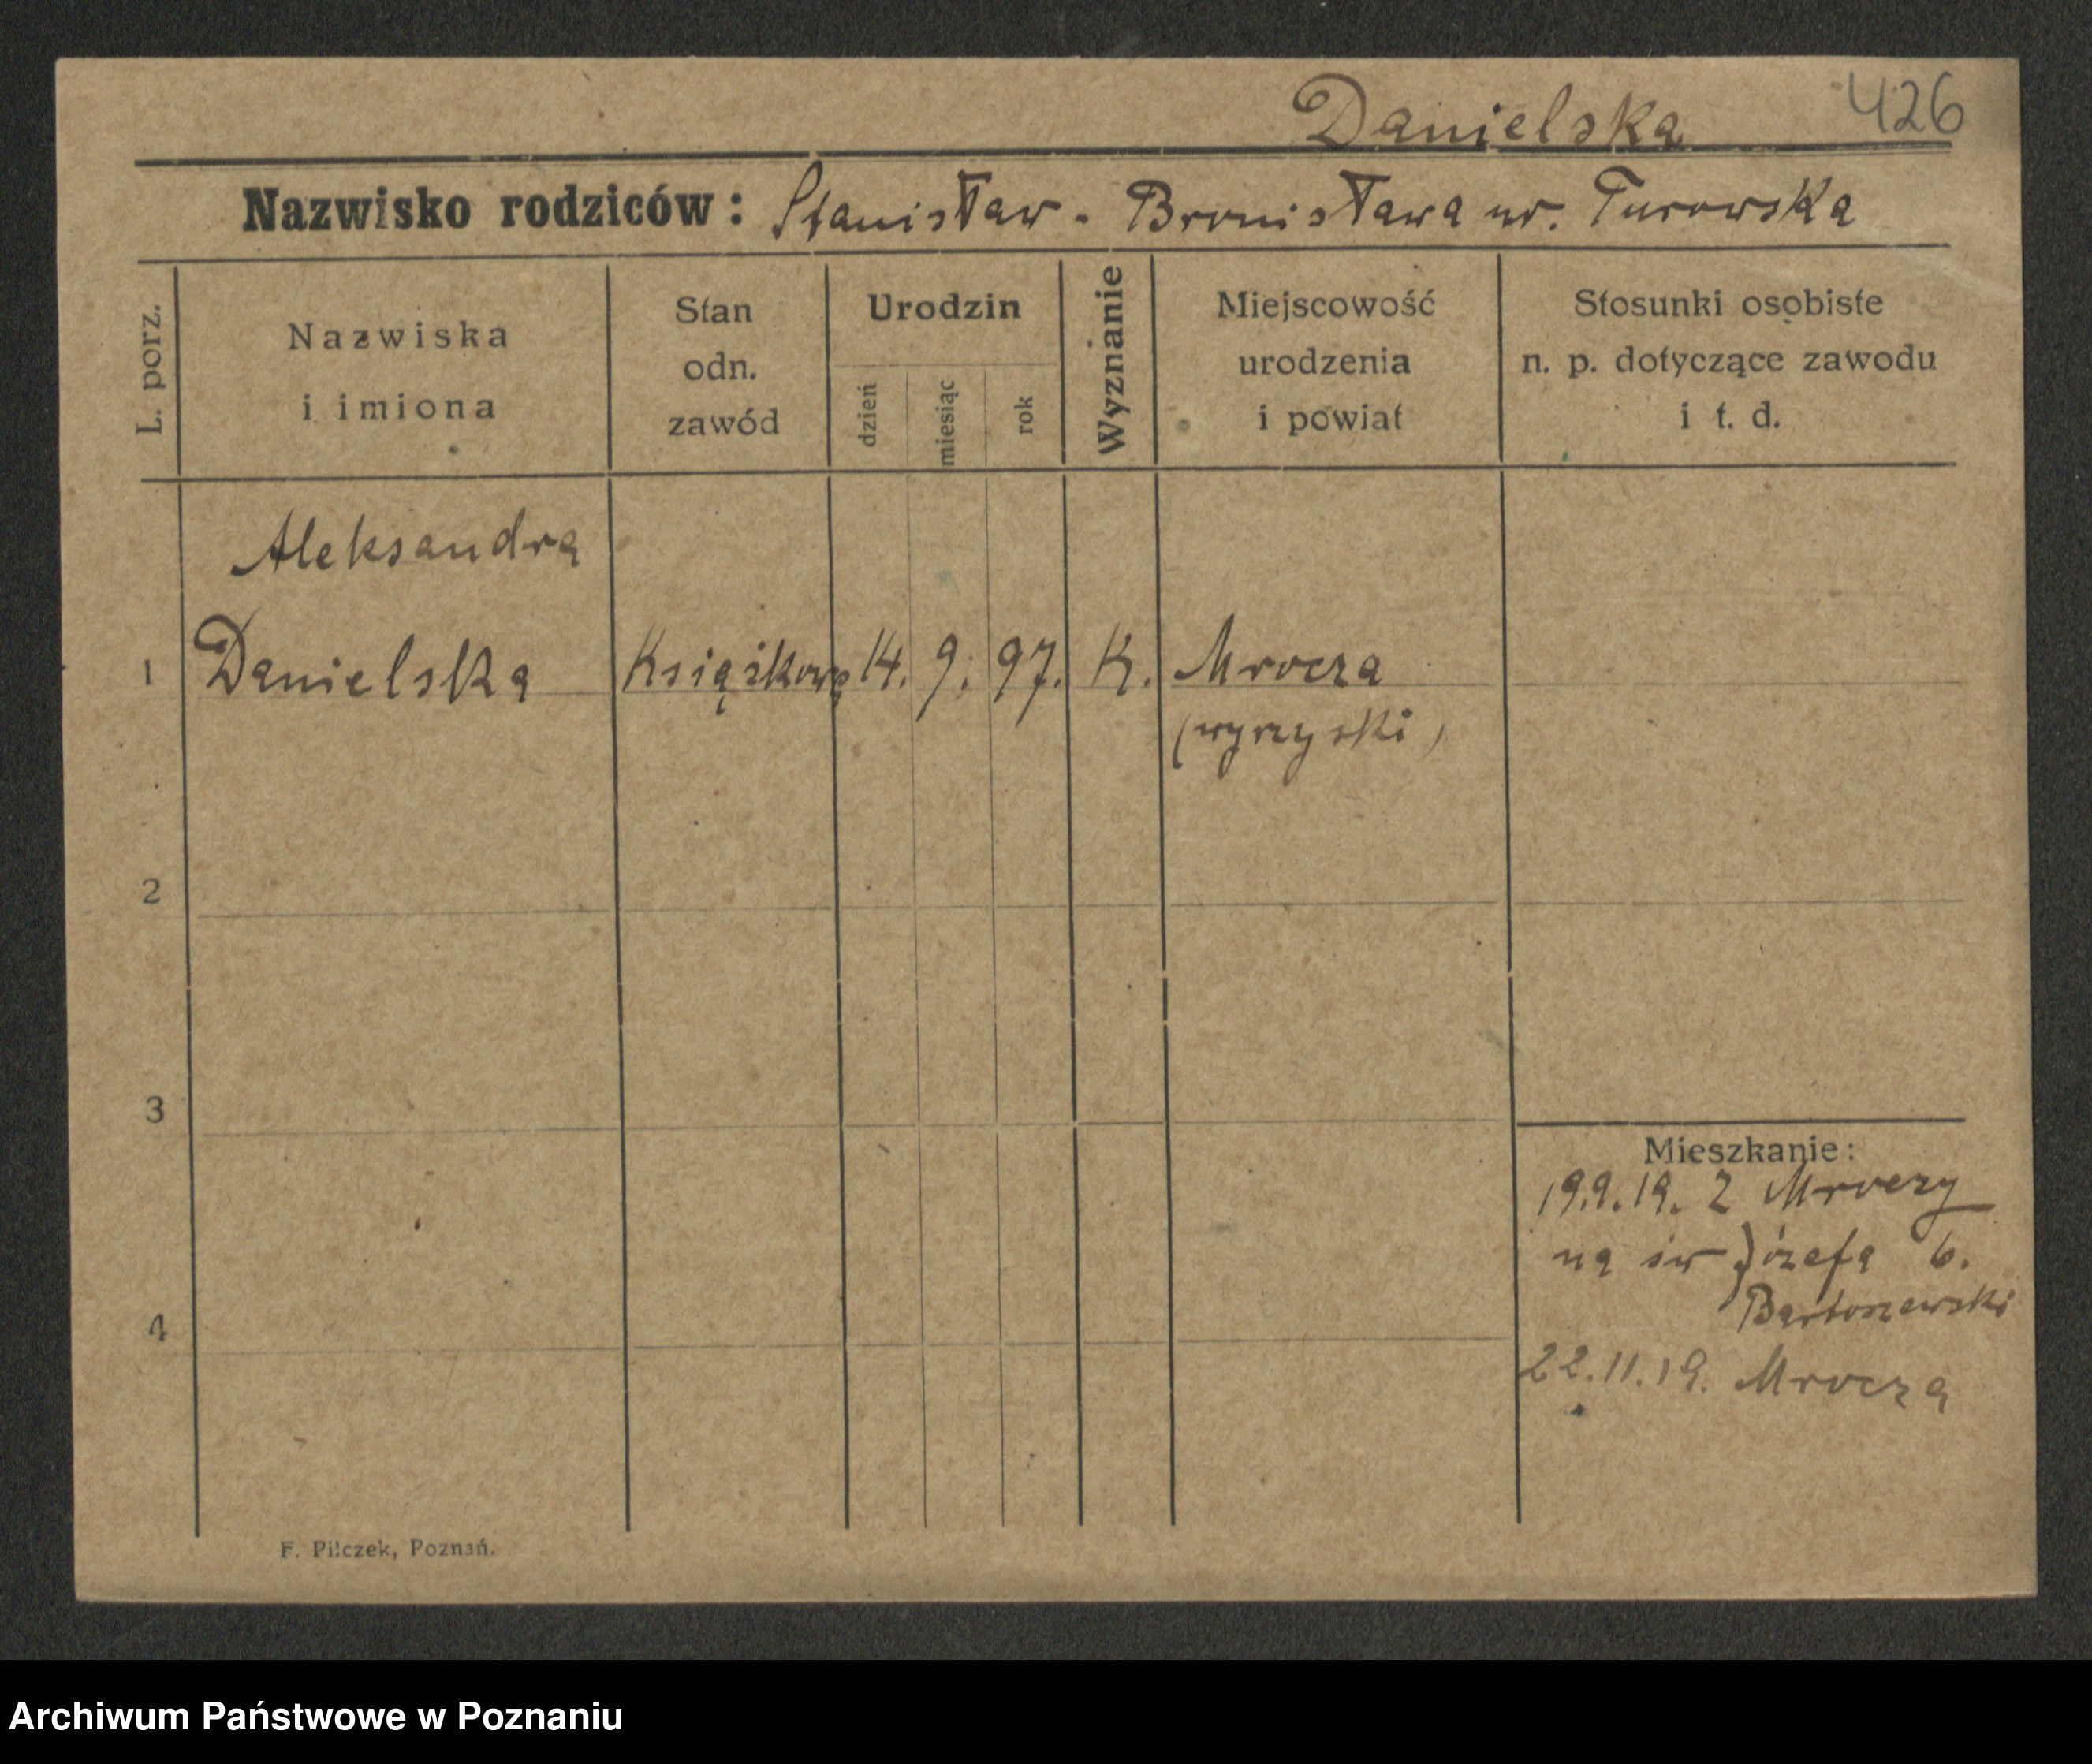 Danielska 426
Nazwisko rodziców: Stanisław - Bronisława ur. Turowska
L. porz.
Nazwiska
i imiona
Stan
odn.
zawód
Urodzin
dzień
miesiąc
rok
Wyznanie
Miejscowość
urodzenia
i powiat
Stosunki osobiste
n. p. dotyczące zawodu
i t. d.
Aleksandra
1 Danielska Książkowa 14. 9. 97. K. Mrocza
(wyrzyski)
2
3
4
Mieszkanie:
19.9.19. Z Mroczy
na św Józefa 6.
Bartoszewski
22.11.19. Mrocza
F. Pilczek, Poznań.
Archiwum Państwowe w Poznaniu